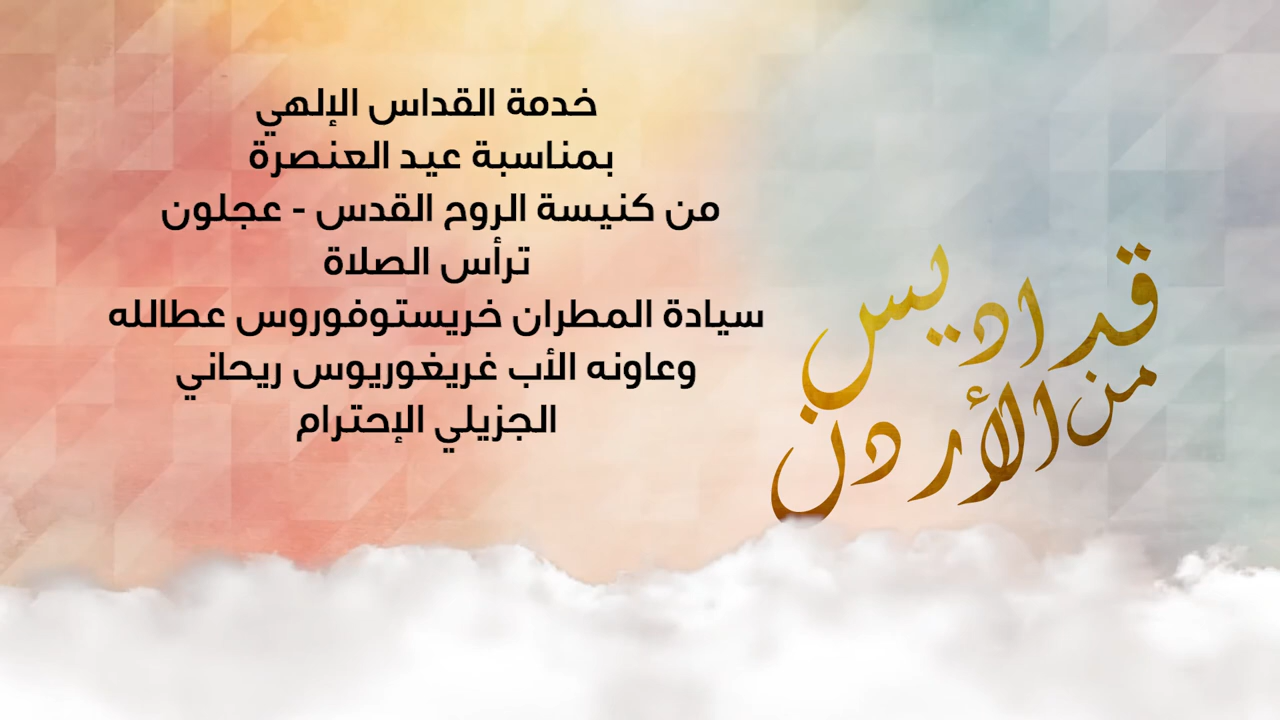 خدمة القداس الإلهي
بمناسبة عيد العنصرة
من كنيسة الروح القدس - عجلون
ترأس الصلاة
سيادة المطران خريستوفوروس عطالله
وعاونه الأب غريغوريوس ريحاني
الجزيلي الإحترام
قداديس
من الأردن